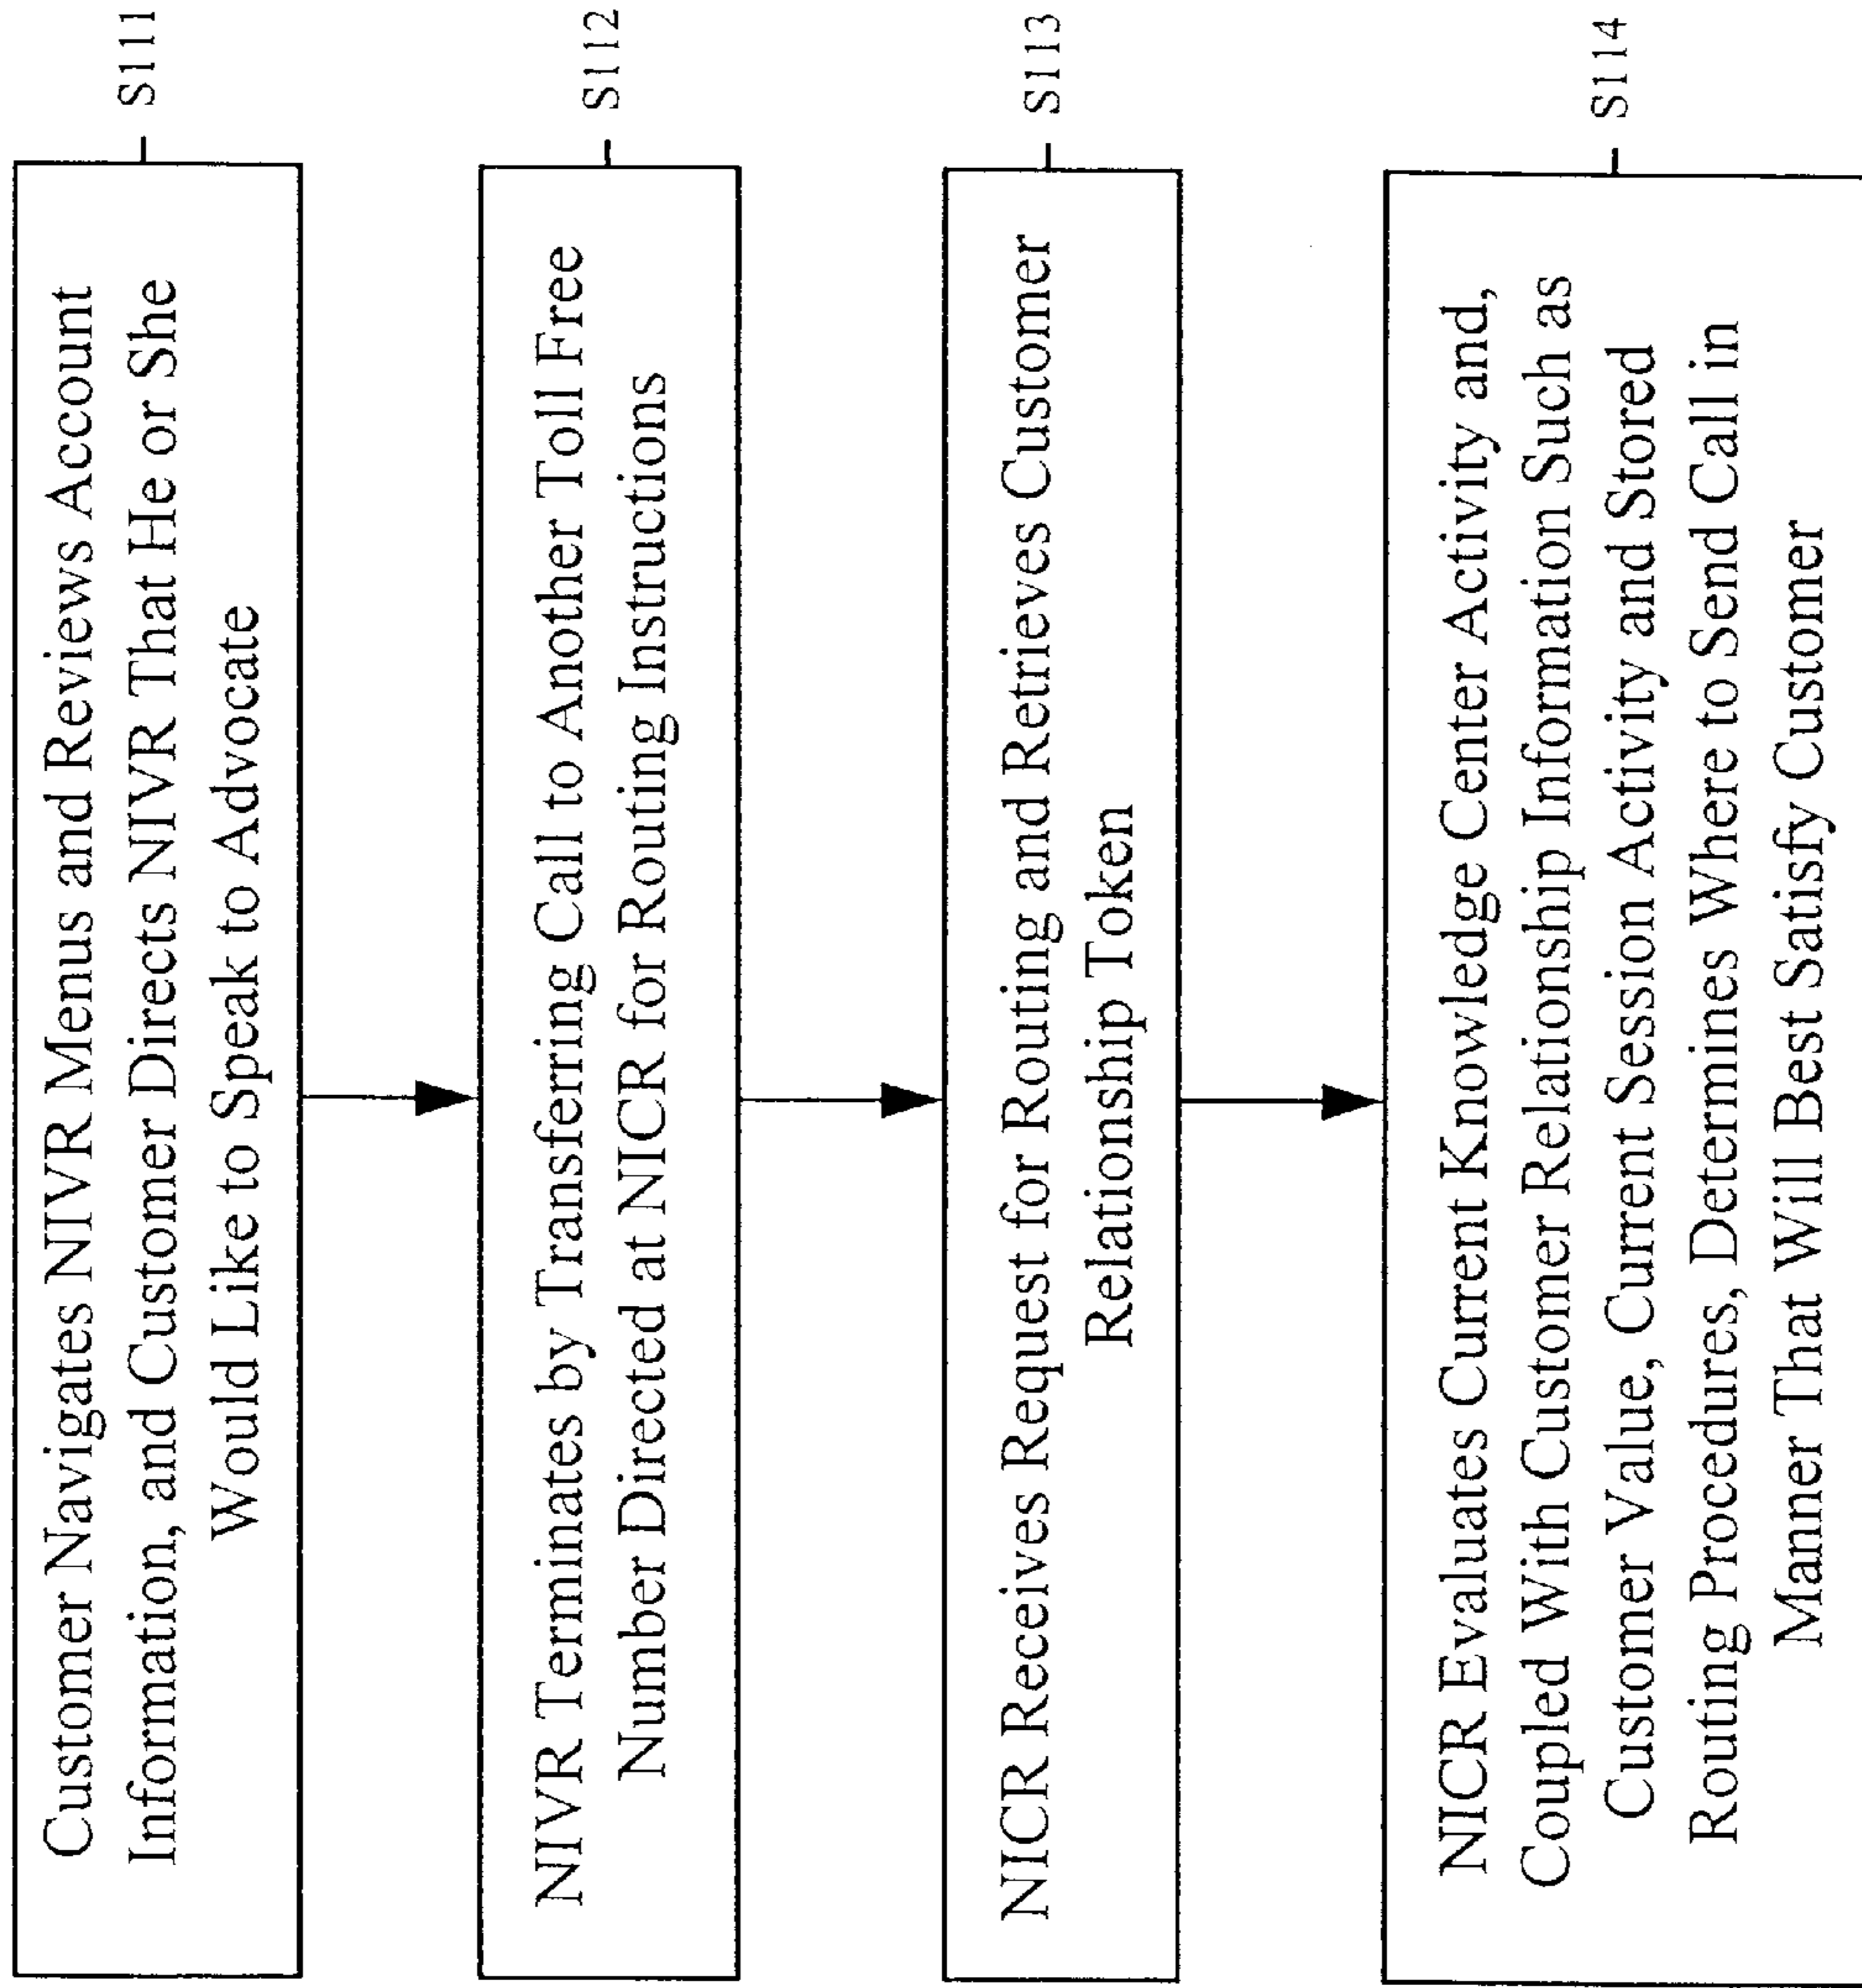 Customer Navigates NIVR Menus and Reviews Account
Information, and Customer Directs NIVR That He or She
Would Like to Speak to Advocate
S111
NIVR Terminates by Transferring Call to Another Toll Free
Number Directed at NICR for Routing Instructions
S112
NICR Receives Request for Routing and Retrieves Customer
Relationship Token
S113
NICR Evaluates Current Knowledge Center Activity and,
Coupled With Customer Relationship Information Such as
Customer Value, Current Session Activity and Stored
Routing Procedures, Determines Where to Send Call in
Manner That Will Best Satisfy Customer
S114